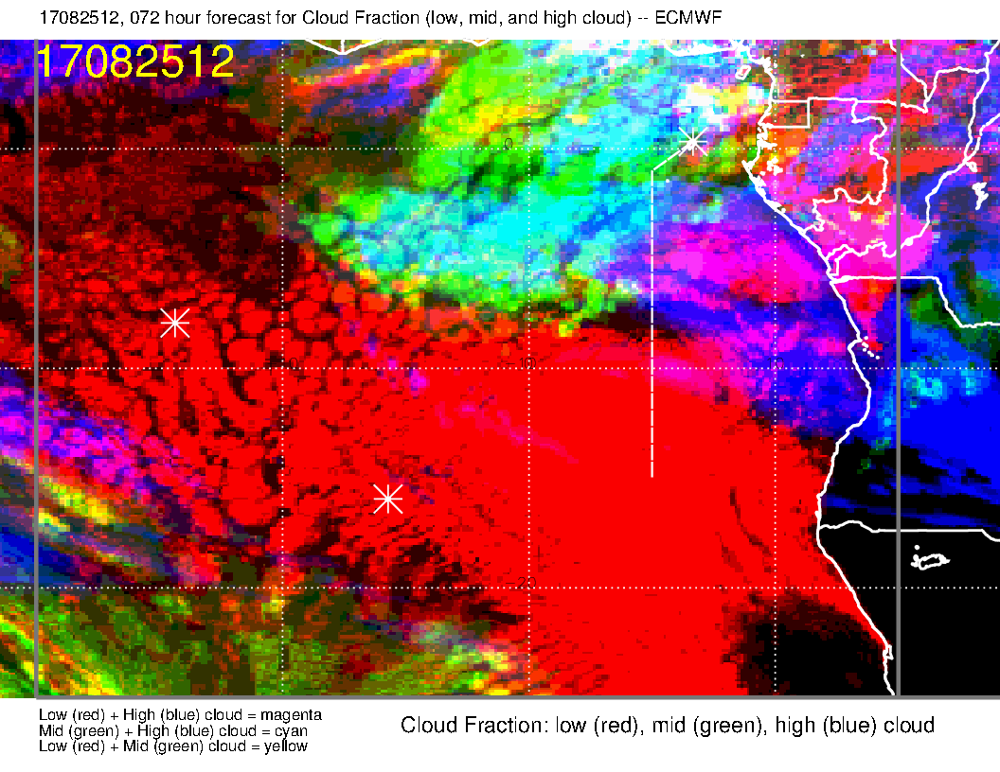 17082512, 072 hour forecast for Cloud Fraction (low, mid, and high cloud) -- ECMWF
17082512
0
Low (red) + High (blue) cloud = magenta
Mid (green) + High (blue) cloud = cyan
Low (red) + Mid (green) cloud = yellow
Cloud Fraction: low (red), mid (green), high (blue) cloud